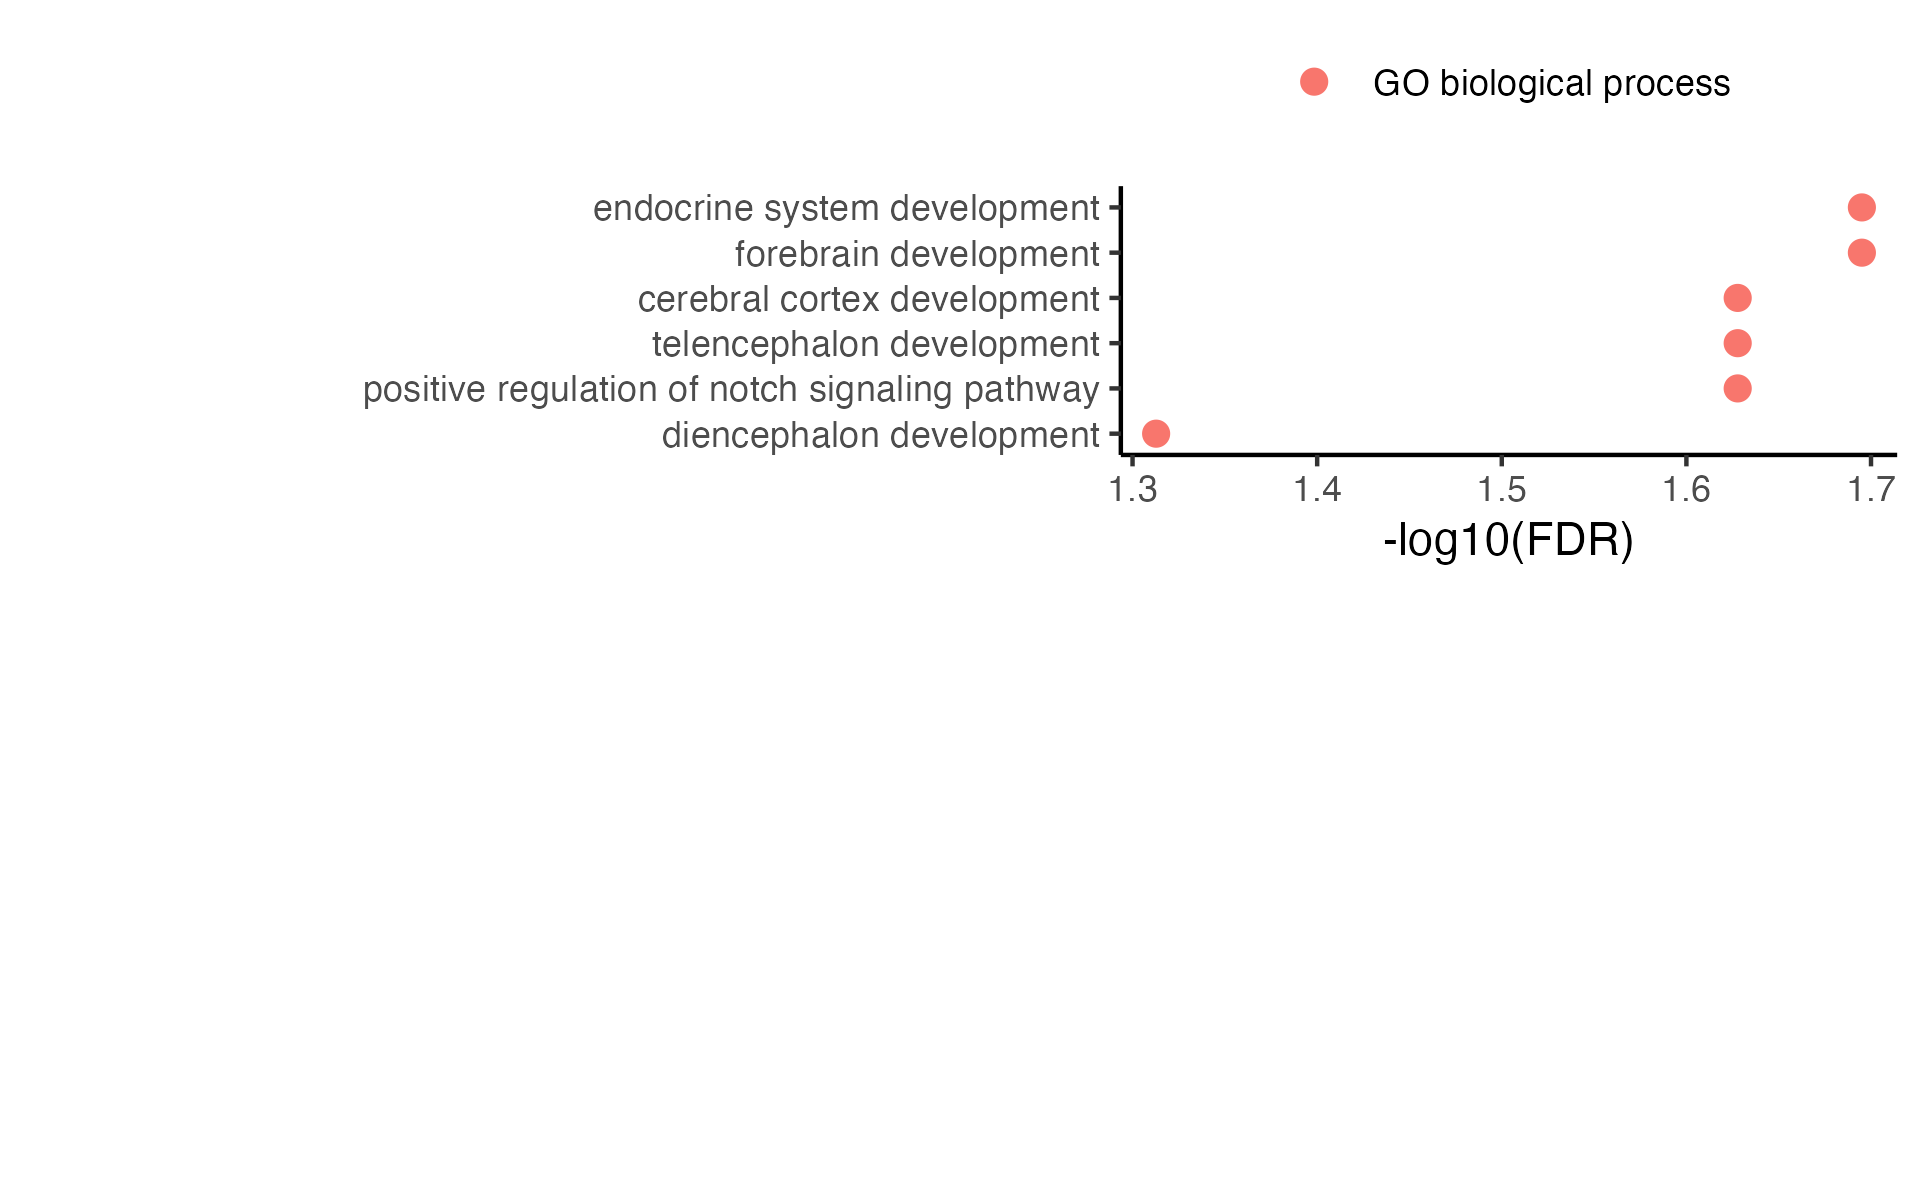 GO biological process
endocrine system development
forebrain development
cerebral cortex development
telencephalon development
positive regulation of notch signaling pathway
diencephalon development
1.3 1.4 1.5 1.6 1.7
-log10(FDR)